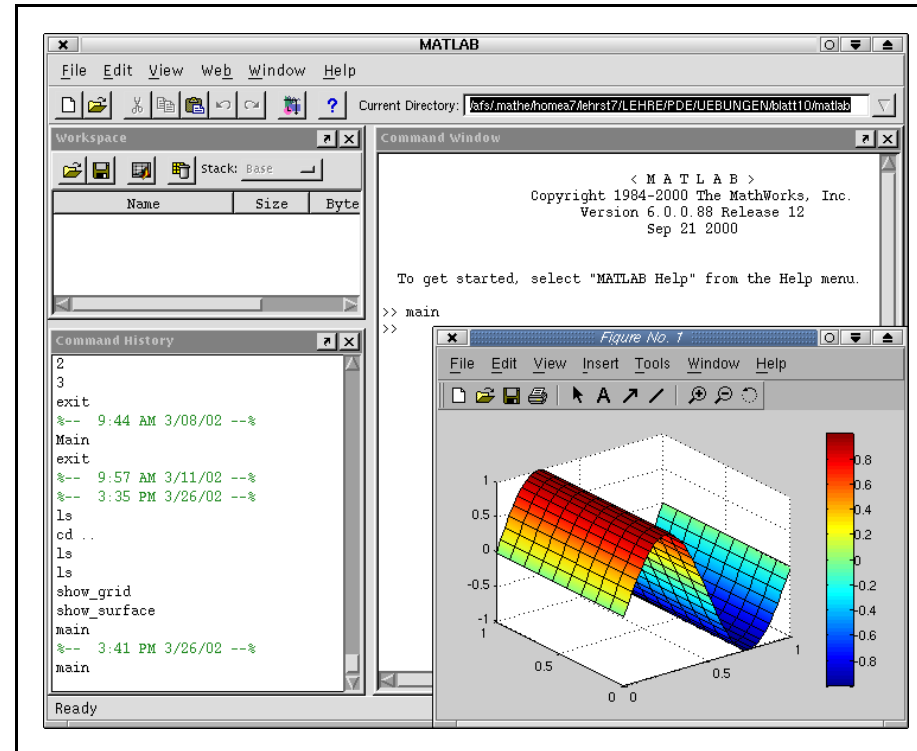 MATLAB
File Edit View Web Window Help
Current Directory: /afs/.mathe/homea7/lehrst7/LEHRE/PDE/UEBUNGEN/blatt10/matlab
Workspace
Stack: Base
Name Size Byte
Command History
2
3
exit
%-- 9:44 AM 3/08/02 --%
Main
exit
%-- 9:57 AM 3/11/02 --%
%-- 3:35 PM 3/26/02 --%
ls
cd ..
ls
ls
show_grid
show_surface
main
%-- 3:41 PM 3/26/02 --%
main
Ready
Command Window
< M A T L A B >
Copyright 1984-2000 The MathWorks, Inc.
Version 6.0.0.88 Release 12
Sep 21 2000
To get started, select "MATLAB Help" from the Help menu.
>> main
>>
Figure No. 1
File Edit View Insert Tools Window Help
1
0.5
0
-0.5
-1
1
0.5
0
0
0.5
1
0.8
0.6
0.4
0.2
0
-0.2
-0.4
-0.6
-0.8